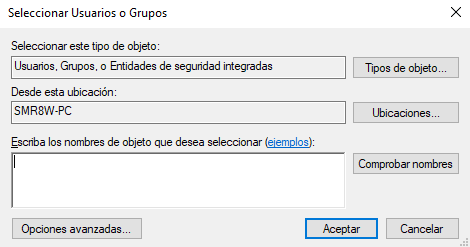 Seleccionar Usuarios o Grupos
Seleccionar este tipo de objeto:
Usuarios, Grupos, o Entidades de seguridad integradas
Tipos de objeto...
Desde esta ubicación:
SMR8W-PC
Ubicaciones...
Escriba los nombres de objeto que desea seleccionar (ejemplos):
Comprobar nombres
Opciones avanzadas...
Aceptar
Cancelar